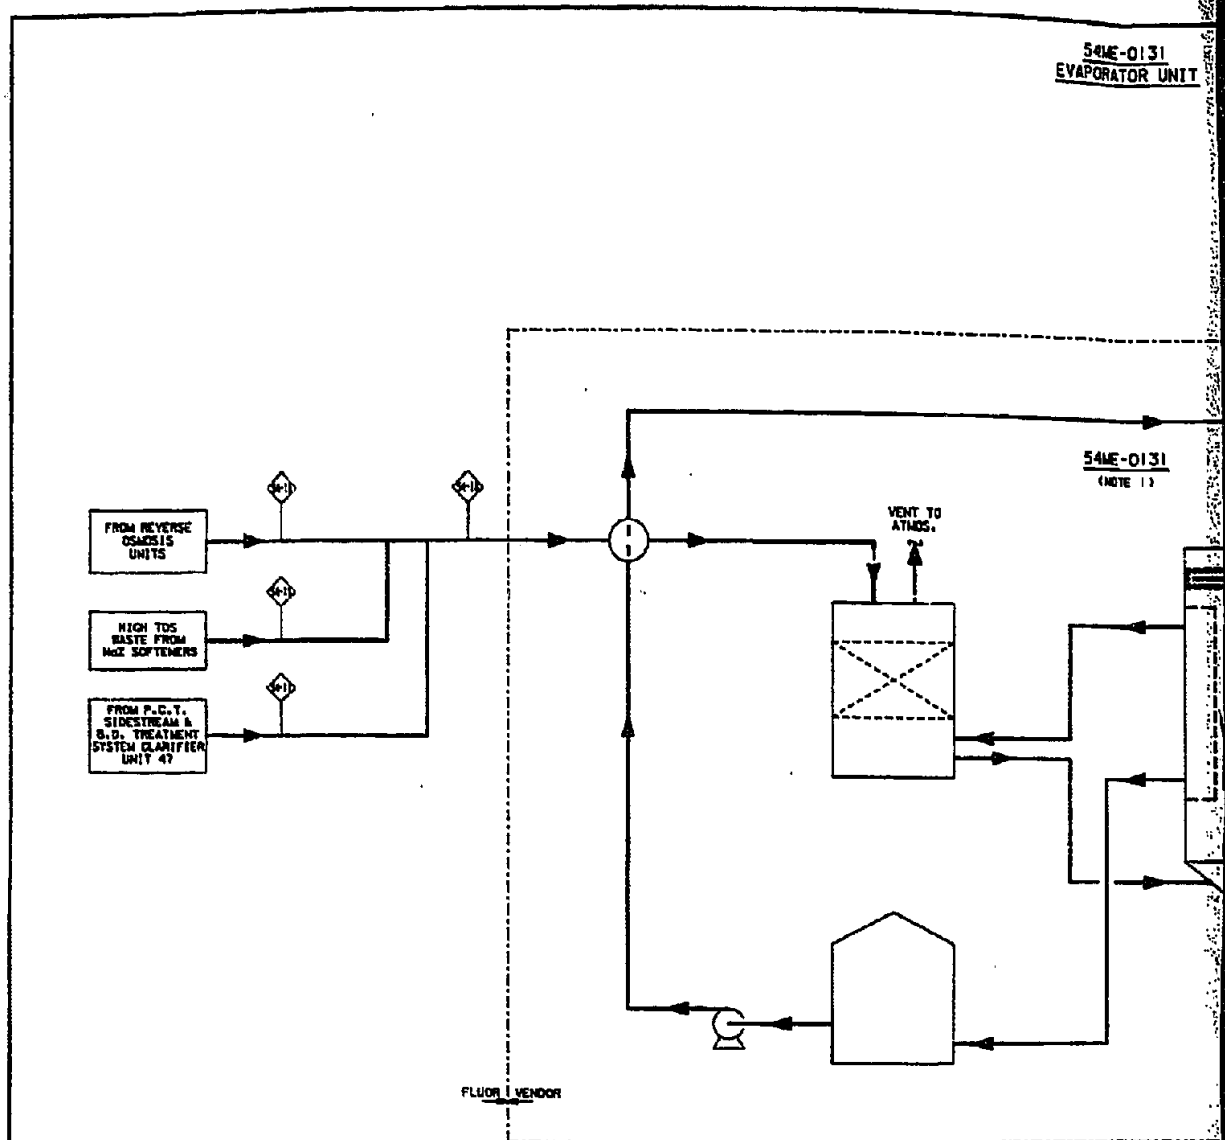 54ME-0131
EVAPORATOR UNIT
54ME-0131
(NOTE 1)
VENT TO
ATMOS.
FROM REVERSE
OSMOSIS
UNITS
HIGH TDS
WASTE FROM
NaZ SOFTENERS
FROM P.C.T.
SIDESTREAM &
B.D. TREATMENT
SYSTEM CLARIFIER
UNIT 47
FLUOR VENDOR